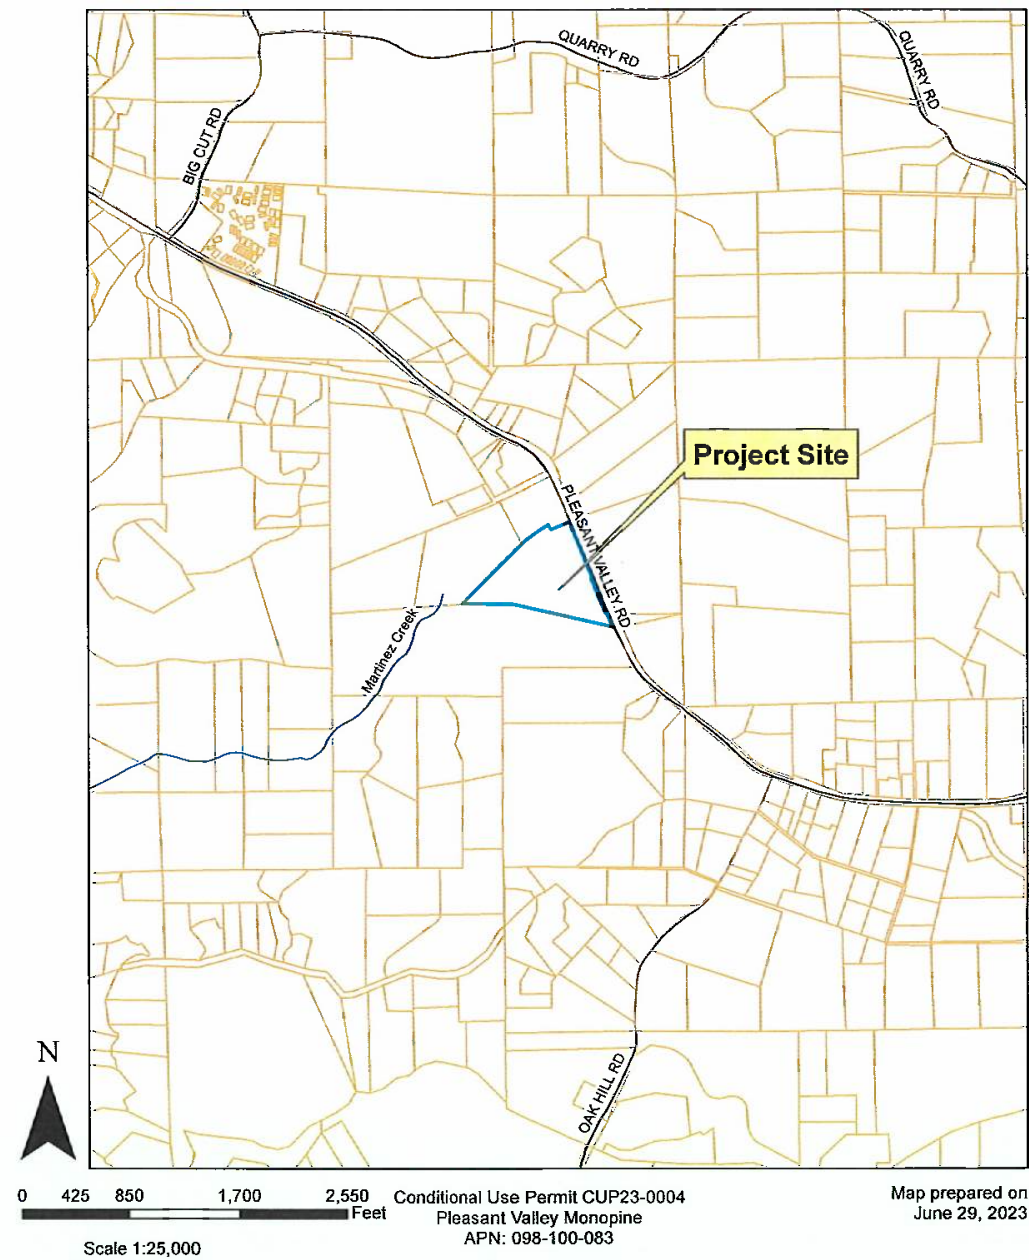 QUARRY RD
QUARRY RD
BIG CUT RD
Project Site
PLEASANT VALLEY RD
Martinez Creek
OAK HILL RD
N
0 425 850 1,700 2,550
Feet
Scale 1:25,000
Conditional Use Permit CUP23-0004
Pleasant Valley Monopine
APN: 098-100-083
Map prepared on
June 29, 2023